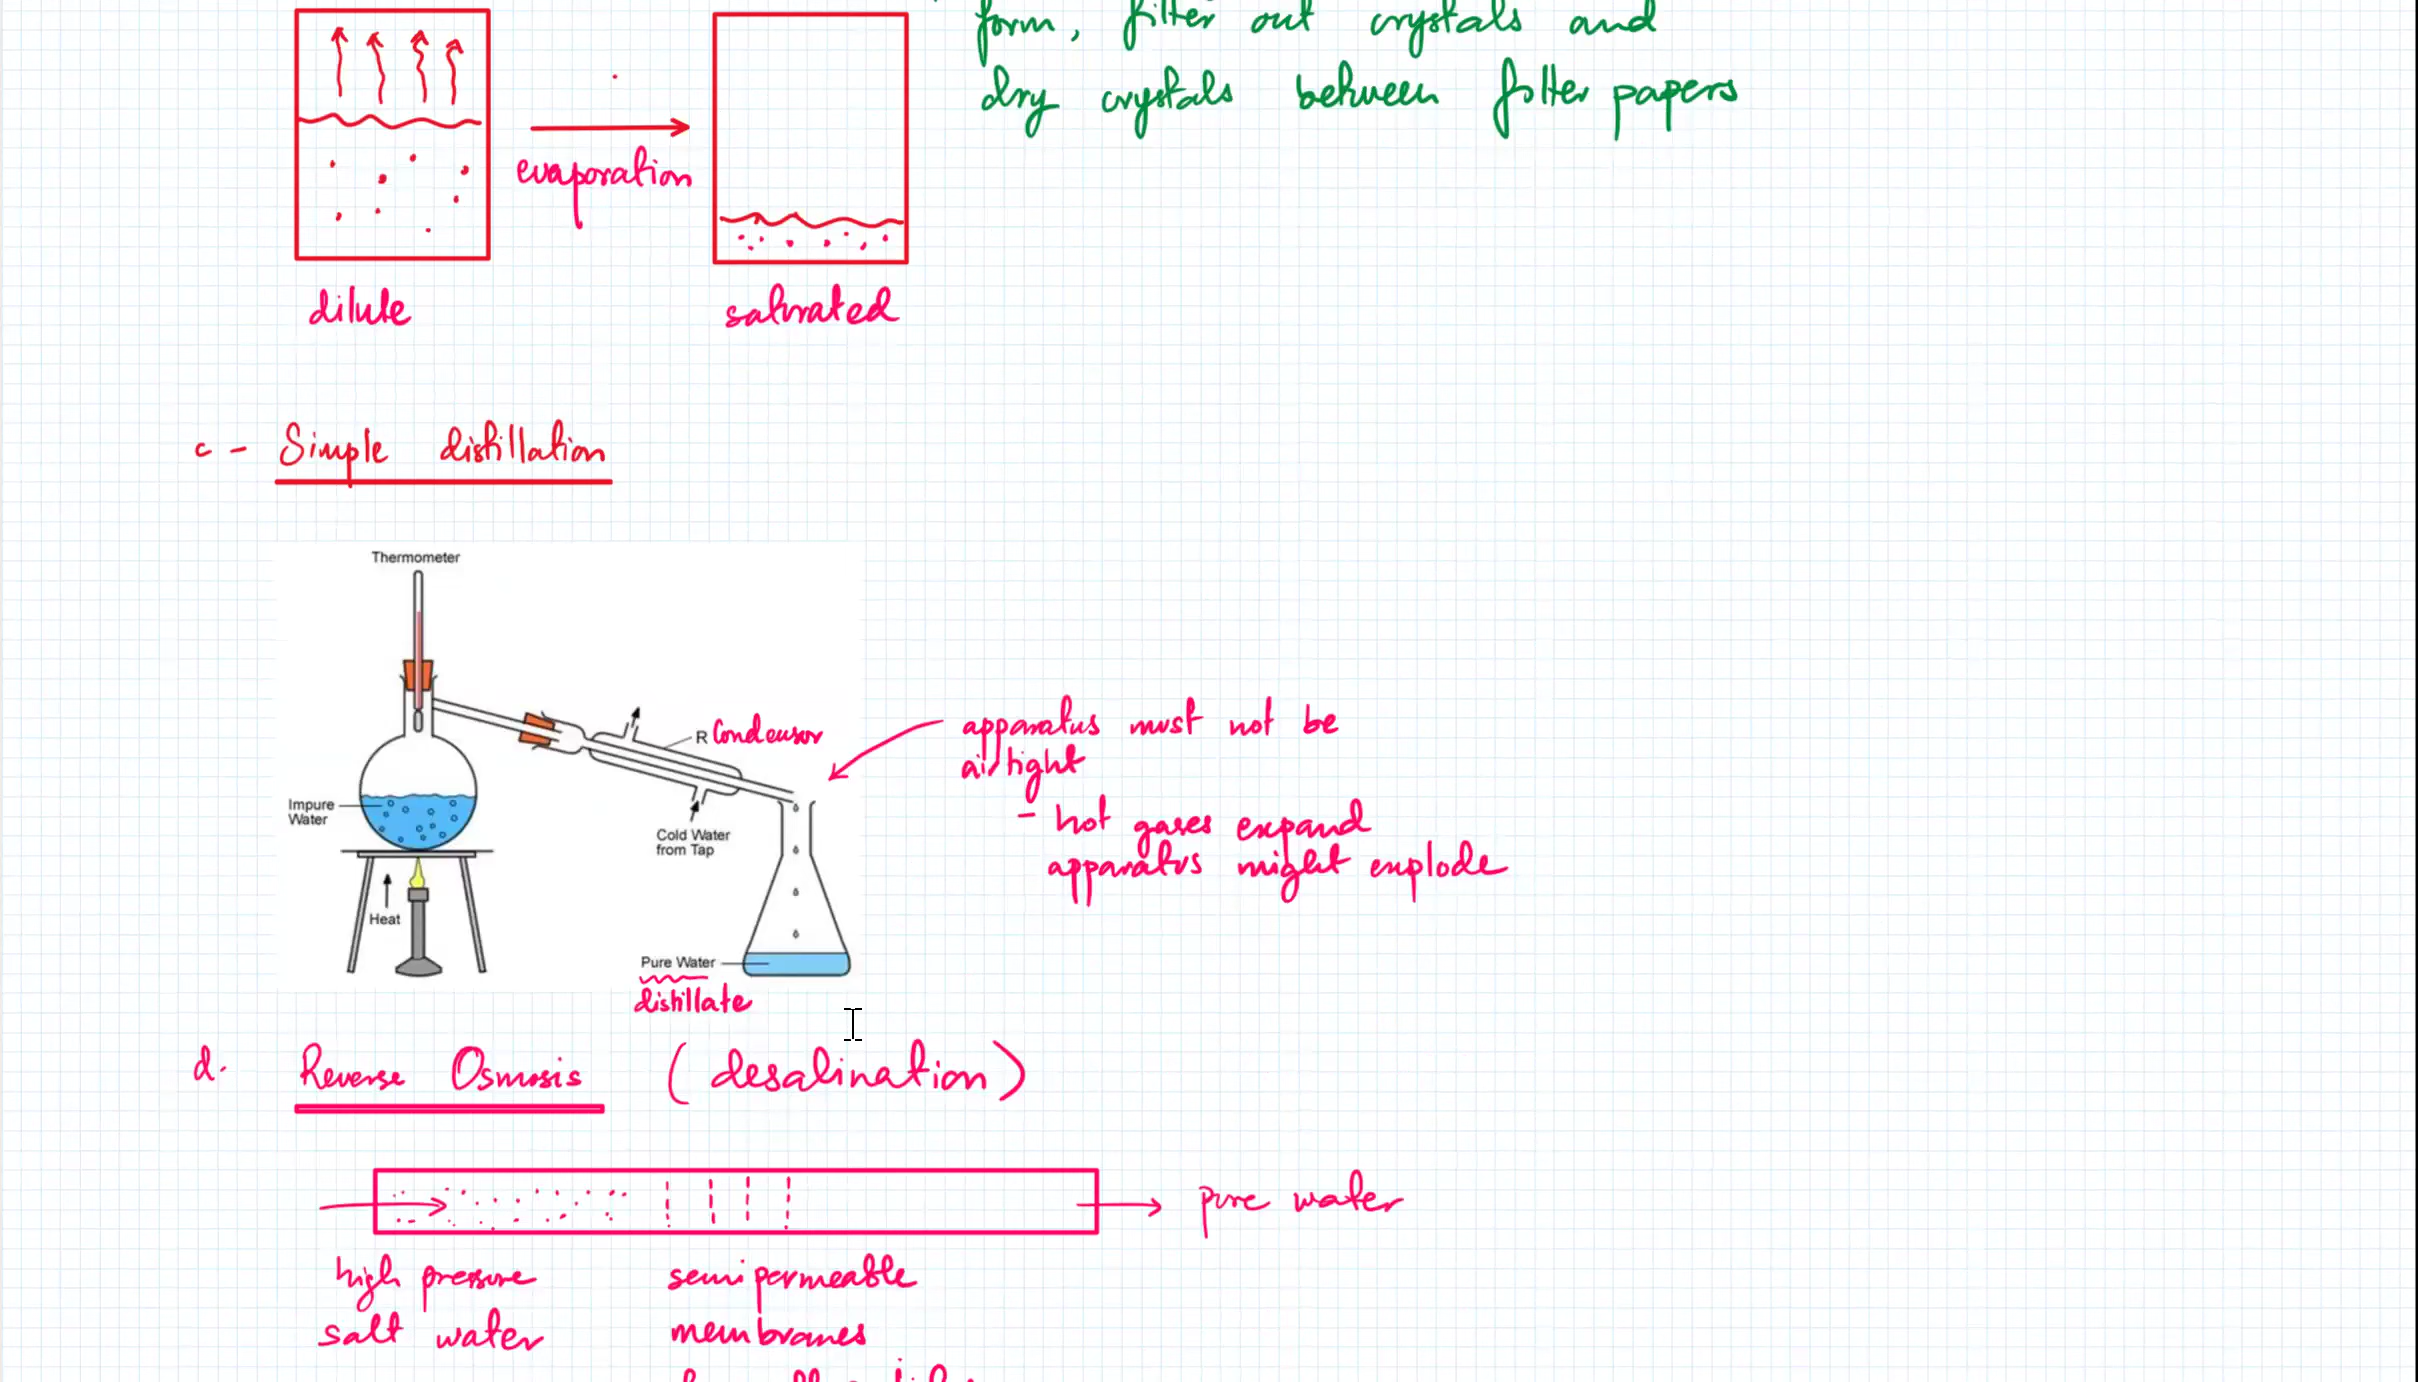 form, filter out crystals and
dry crystals between filter papers
evaporation
dilute
saturated
c - Simple distillation
Thermometer
R Condensor
apparatus must not be
airtight
- hot gases expand
apparatus might explode
Impure
Water
Cold Water
from Tap
Heat
Pure Water
distillate
d. Reverse Osmosis (desalination)
pure water
high pressure
salt water
semi permeable
membranes